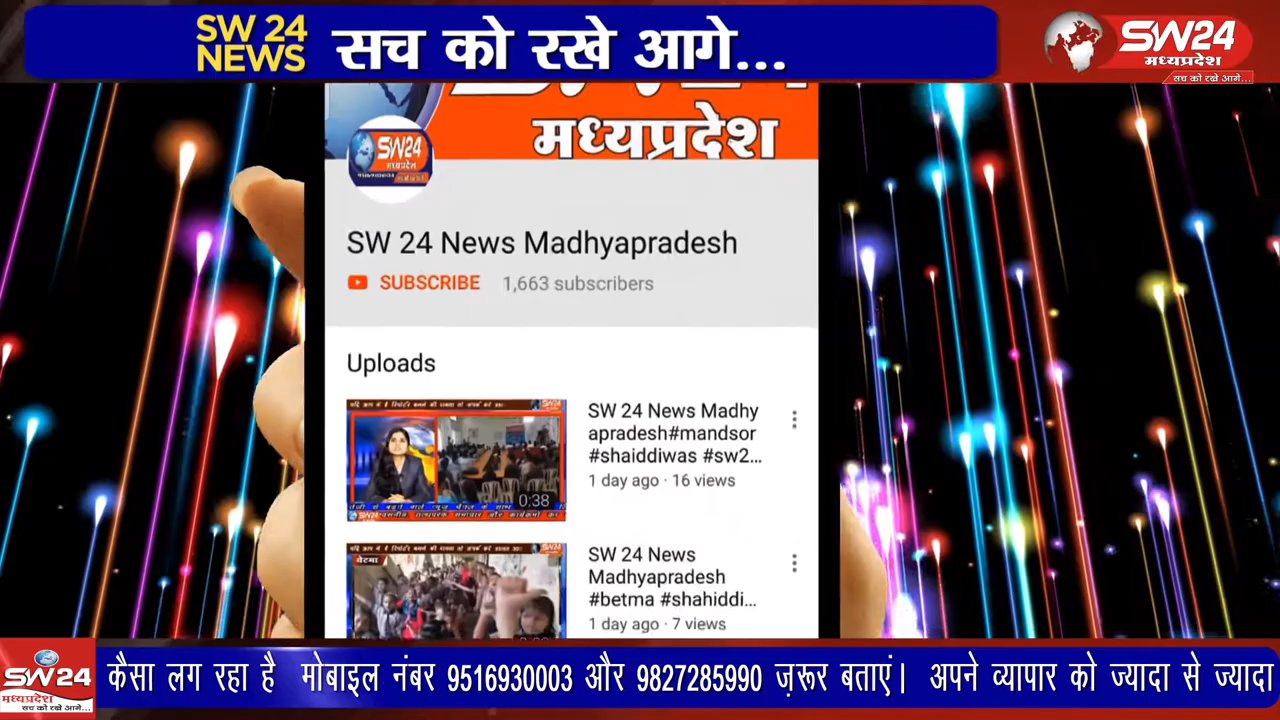 SW 24
NEWS
सच को रखे आगे...
SW24
मध्यप्रदेश
सच को रखे आगे...
मध्यप्रदेश
SW24
मध्यप्रदेश
SW 24 News Madhyapradesh
SUBSCRIBE 1,663 subscribers
Uploads
SW24
0:38
SW 24 News Madhy
apradesh#mandsor
#shaiddiwas #sw2...
1 day ago · 16 views
बेटमा
SW 24 News
Madhyapradesh
#betma #shahiddi...
1 day ago · 7 views
SW24
मध्यप्रदेश
सच को रखे आगे...
कैसा लग रहा है मोबाइल नंबर 9516930003 और 9827285990 ज़रूर बताएं। अपने व्यापार को ज्यादा से ज्यादा